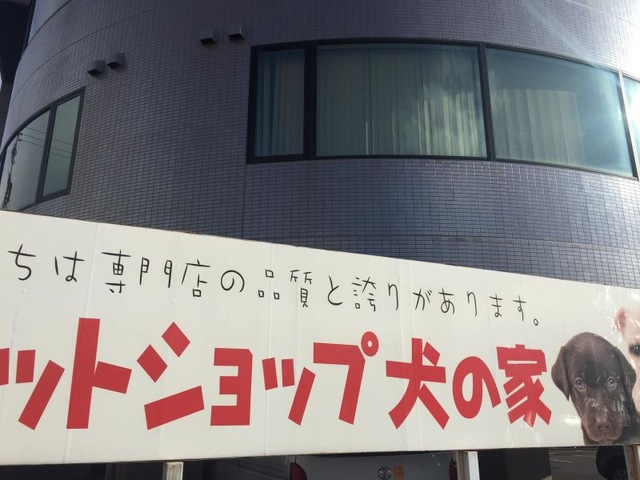 ちは専門店の品質と誇りがあります。
ットショップ犬の家